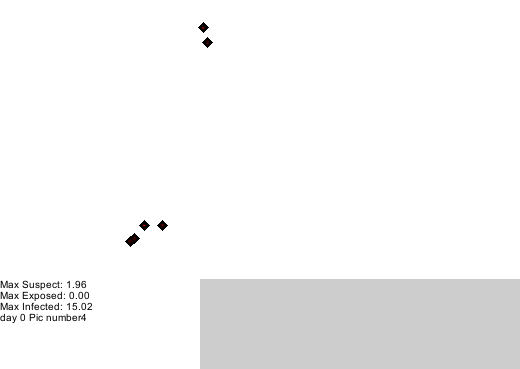 Max Suspect: 1.96
Max Exposed: 0.00
Max Infected: 15.02
day 0 Pic number4